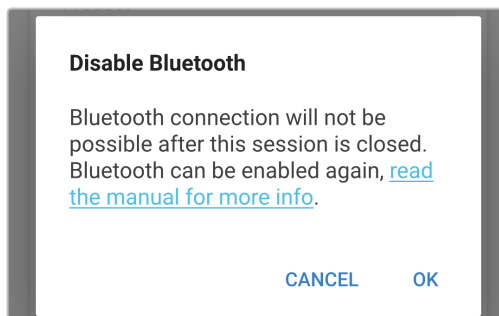 Disable Bluetooth
Bluetooth connection will not be
possible after this session is closed.
Bluetooth can be enabled again, read
the manual for more info.
CANCEL OK